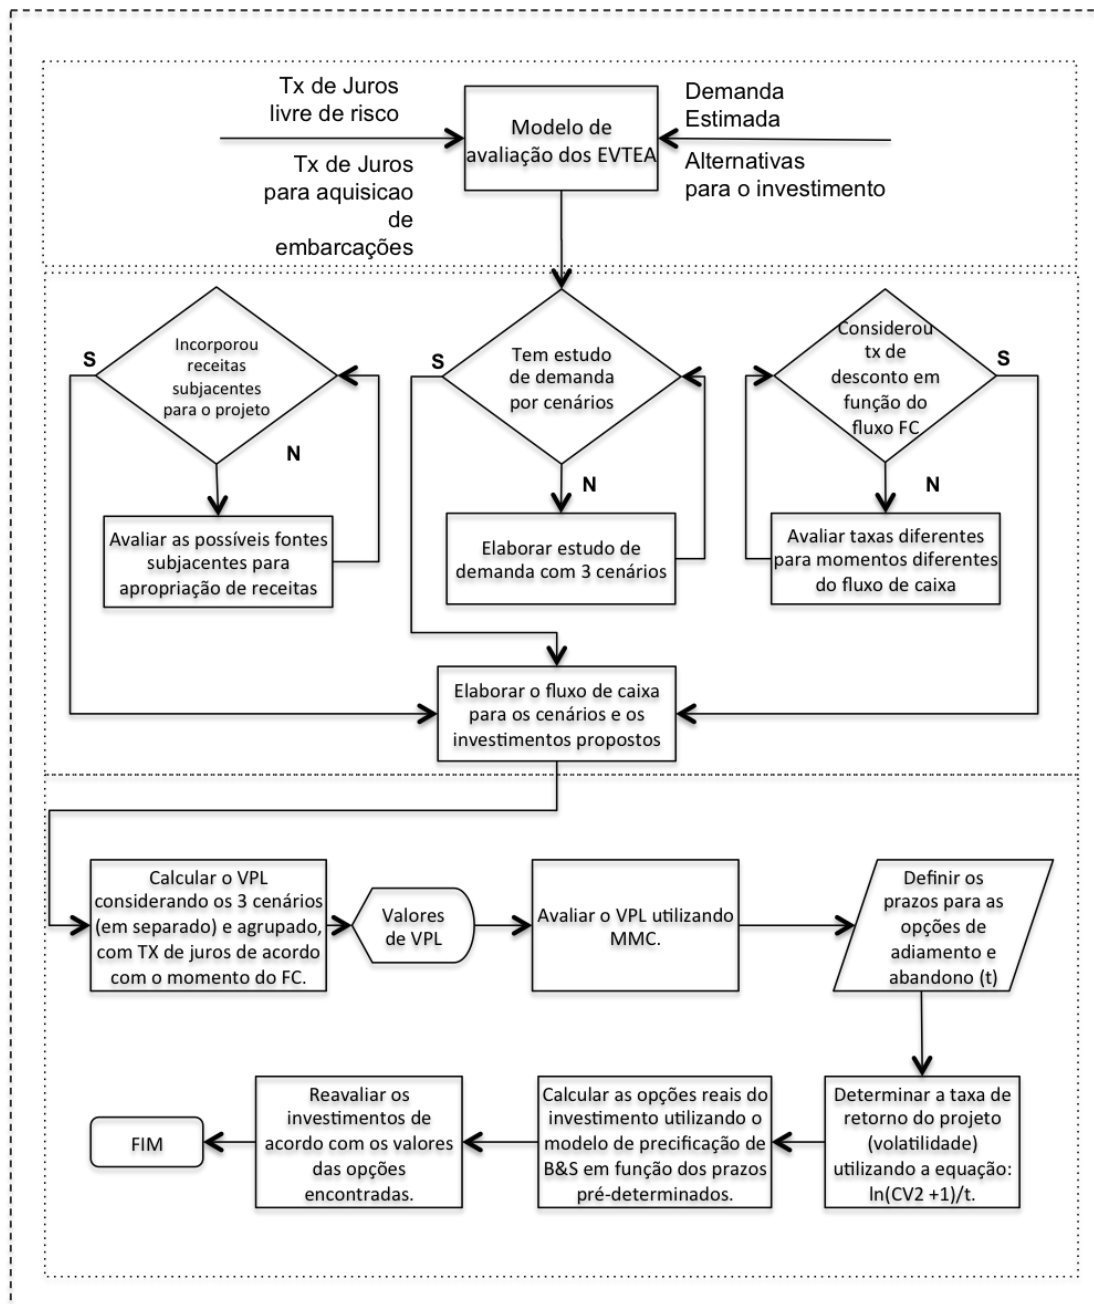 Tx de Juros
livre de risco
Tx de Juros
para aquisicao
de
embarcações
Modelo de
avaliação dos EVTEA
Demanda
Estimada
Alternativas
para o investimento
S
Incorporou
receitas
subjacentes
para o projeto
N
Avaliar as possíveis fontes
subjacentes para
apropriação de receitas
S
Tem estudo
de demanda
por cenários
N
Elaborar estudo de
demanda com 3 cenários
Considerou
tx de
desconto em
função do
fluxo FC
S
N
Avaliar taxas diferentes
para momentos diferentes
do fluxo de caixa
Elaborar o fluxo de caixa
para os cenários e os
investimentos propostos
Calcular o VPL
considerando os 3 cenários
(em separado) e agrupado,
com TX de juros de acordo
com o momento do FC.
Valores
de VPL
Avaliar o VPL utilizando
MMC.
Definir os
prazos para as
opções de
adiamento e
abandono (t)
Determinar a taxa de
retorno do projeto
(volatilidade)
utilizando a equação:
ln(CV2 +1)/t.
Calcular as opções reais do
investimento utilizando o
modelo de precificação de
B&S em função dos prazos
pré-determinados.
Reavaliar os
investimentos de
acordo com os valores
das opções
encontradas.
FIM